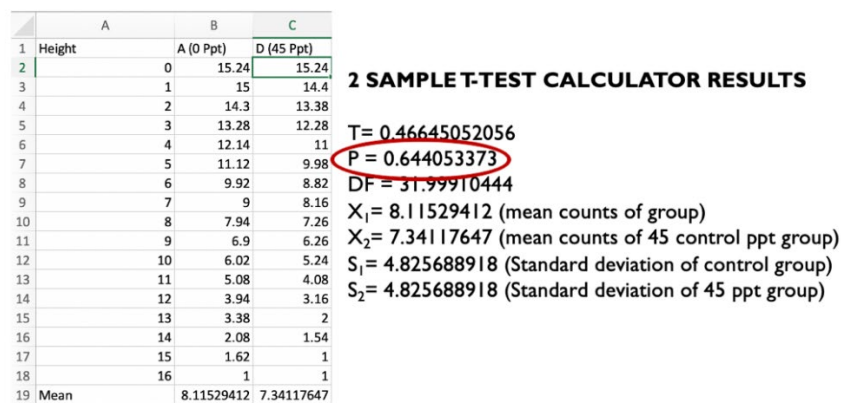 A B C
1 Height A (0 Ppt) D (45 Ppt)
2 0 15.24 15.24
3 1 15 14.4
4 2 14.3 13.38
5 3 13.28 12.28
6 4 12.14 11
7 5 11.12 9.98
8 6 9.92 8.82
9 7 9 8.16
10 8 7.94 7.26
11 9 6.9 6.26
12 10 6.02 5.24
13 11 5.08 4.08
14 12 3.94 3.16
15 13 3.38 2
16 14 2.08 1.54
17 15 1.62 1
18 16 1 1
19 Mean 8.11529412 7.34117647
2 SAMPLE T-TEST CALCULATOR RESULTS
T= 0.46645052056
P = 0.644053373
DF = 31.99910444
X₁= 8.11529412 (mean counts of group)
X₂= 7.34117647 (mean counts of 45 control ppt group)
S₁= 4.825688918 (Standard deviation of control group)
S₂= 4.825688918 (Standard deviation of 45 ppt group)